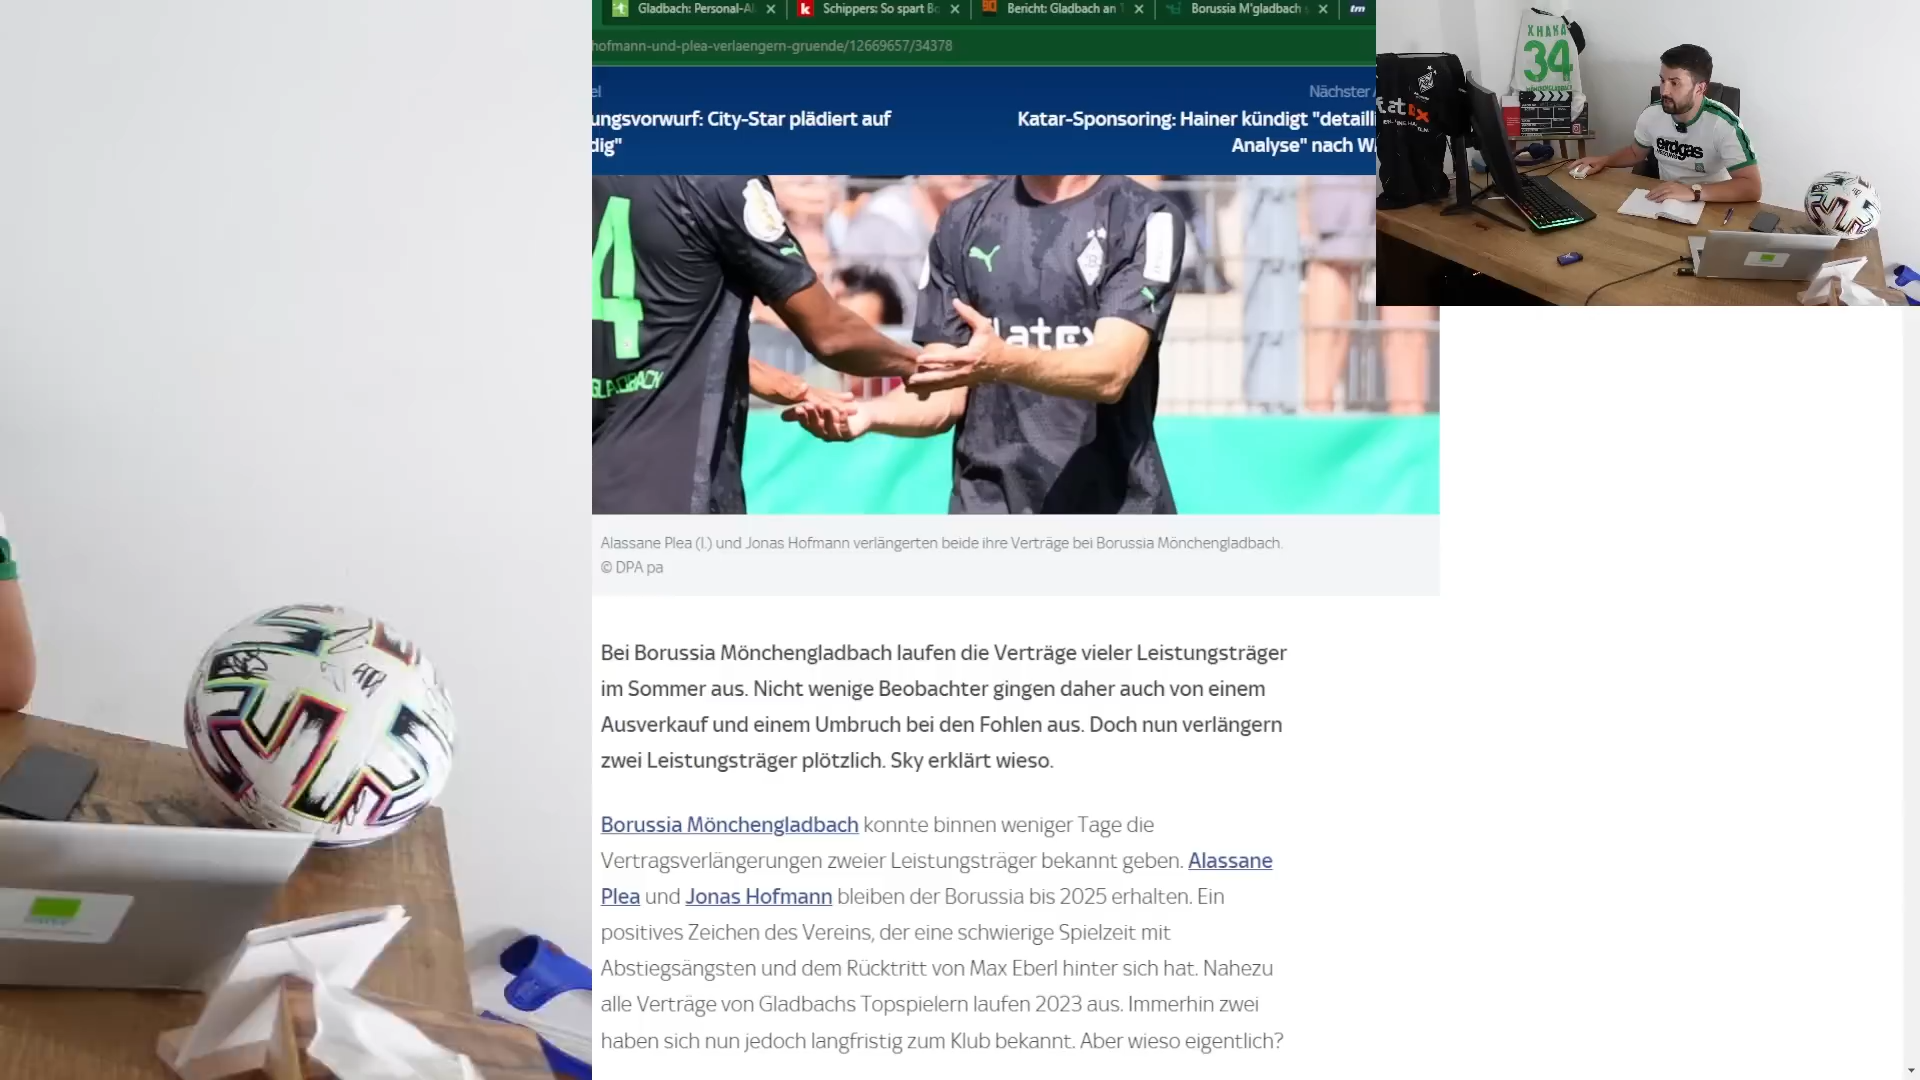 Gladbach: Personal-A
Schippers: So spart B
Bericht: Gladbach an
Borussia M'gladbach
tm
hofmann-und-plea-verlaengern-gruende/12669657/34378
el
Nächster
ungsvorwurf: City-Star plädiert auf
dig"
Katar-Sponsoring: Hainer kündigt "detaill
Analyse" nach W
XHAKA
34
erdgas
4
GLADBACH
flatex
Alassane Plea (l.) und Jonas Hofmann verlängerten beide ihre Verträge bei Borussia Mönchengladbach.
© DPA pa
Bei Borussia Mönchengladbach laufen die Verträge vieler Leistungsträger
im Sommer aus. Nicht wenige Beobachter gingen daher auch von einem
Ausverkauf und einem Umbruch bei den Fohlen aus. Doch nun verlängern
zwei Leistungsträger plötzlich. Sky erklärt wieso.
Borussia Mönchengladbach konnte binnen weniger Tage die
Vertragsverlängerungen zweier Leistungsträger bekannt geben. Alassane
Plea und Jonas Hofmann bleiben der Borussia bis 2025 erhalten. Ein
positives Zeichen des Vereins, der eine schwierige Spielzeit mit
Abstiegsängsten und dem Rücktritt von Max Eberl hinter sich hat. Nahezu
alle Verträge von Gladbachs Topspielern laufen 2023 aus. Immerhin zwei
haben sich nun jedoch langfristig zum Klub bekannt. Aber wieso eigentlich?